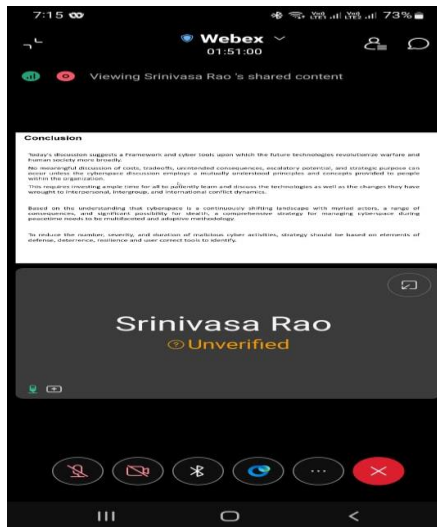 7:15
73%
Webex
01:51:00
Viewing Srinivasa Rao 's shared content
Conclusion
Today's discussion suggests a Framework and cyber tools upon which the future technologies revolutionize warfare and
human society more broadly.
No meaningful discussion of costs, tradeoffs, untended consequences, escalatory potential, and strategic purpose can
occur unless the cyberspace discussion employs a mutually understood principles and concepts provided to people
within the organization.
This requires investing ample time for all to patiently learn and discuss the technologies as well as the changes they have
wrought to interpersonal, intergroup, and international conflict dynamics.
Based on the understanding that cyberspace is a continuously shifting landscape with myriad actors, a range of
consequences, and significant possibility for stealth, a comprehensive strategy for managing cyberspace during
peacetime needs to be multifaceted and adaptive methodology.
To reduce the number, severity, and duration of malicious cyber activities, strategy should be based on elements of
defense, deterrence, resilience and user correct tools to identify.
Srinivasa Rao
Unverified